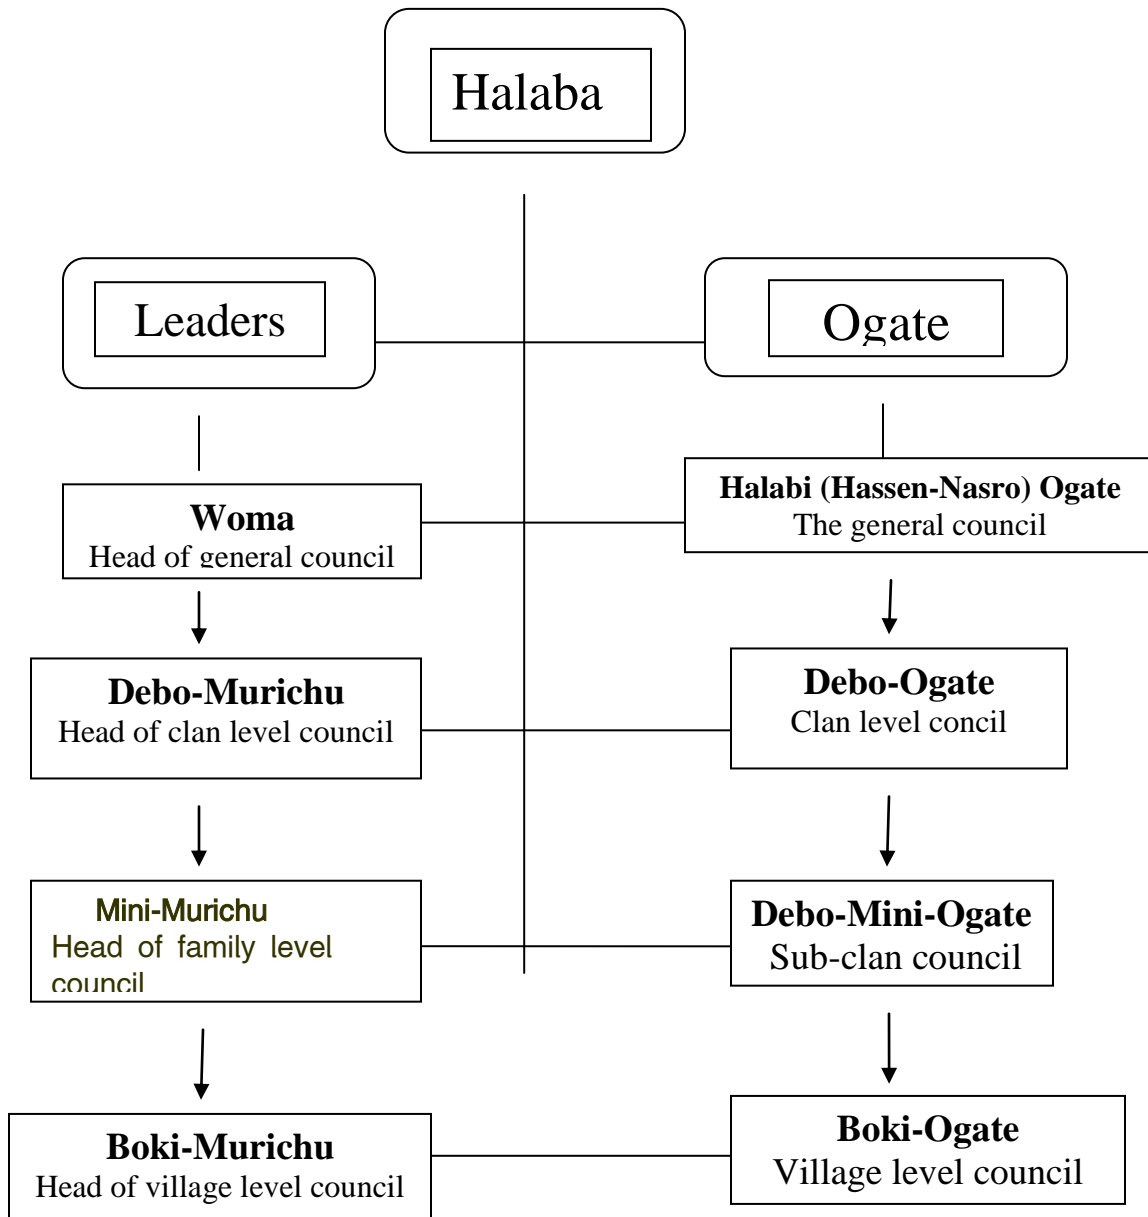 Halaba
Leaders
Ogate
Woma
Head of general council
Halabi (Hassen-Nasro) Ogate
The general council
Debo-Murichu
Head of clan level council
Debo-Ogate
Clan level concil
Mini-Murichu
Head of family level
council
Debo-Mini-Ogate
Sub-clan council
Boki-Murichu
Head of village level council
Boki-Ogate
Village level council